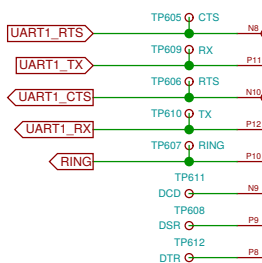 TP605 CTS
UART1_RTS N8
TP609 RX
UART1_TX P11
TP606 RTS
UART1_CTS N10
TP610 TX
UART1_RX P12
TP607 RING
RING P10
TP611
DCD N9
TP608
DSR P9
TP612
DTR P8